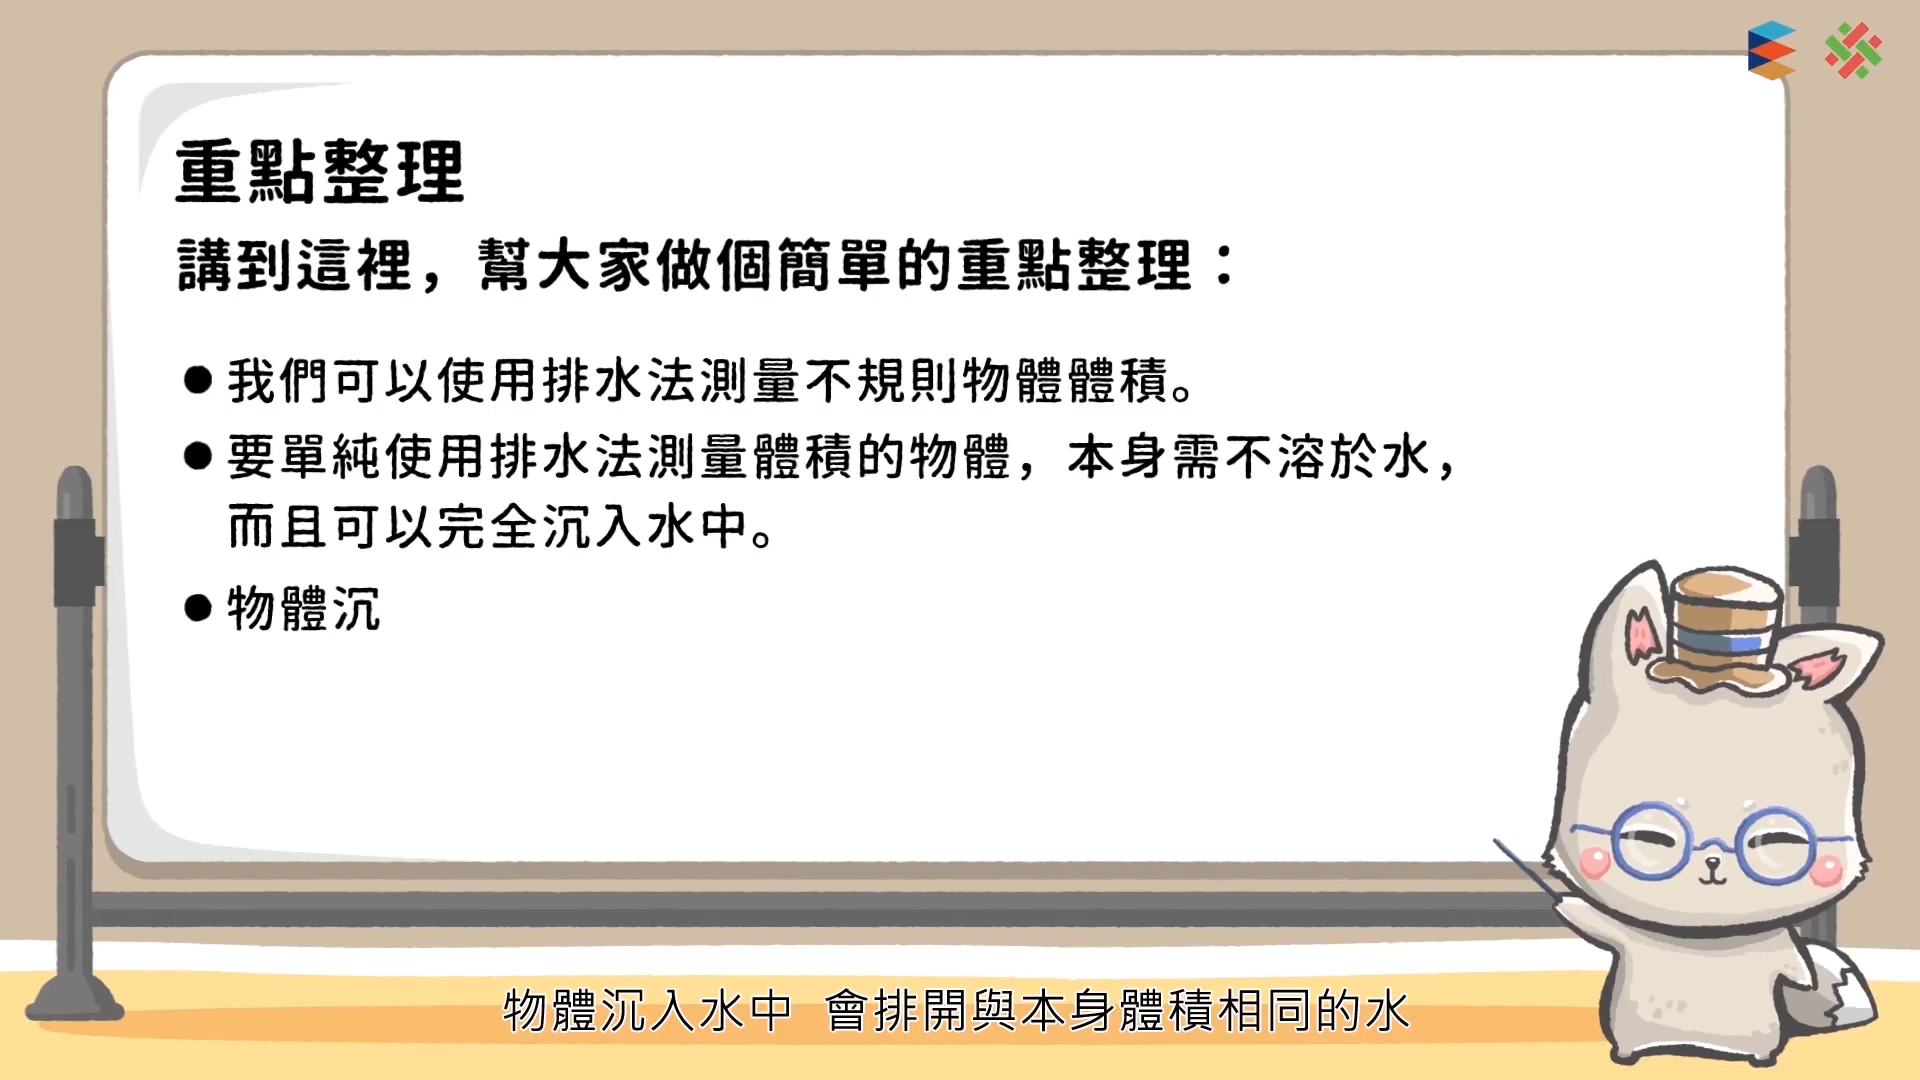 重點整理
講到這裡，幫大家做個簡單的重點整理：
●我們可以使用排水法測量不規則物體體積。
●要單純使用排水法測量體積的物體，本身需不溶於水，
而且可以完全沉入水中。
●物體沉
物體沉入水中 會排開與本身體積相同的水